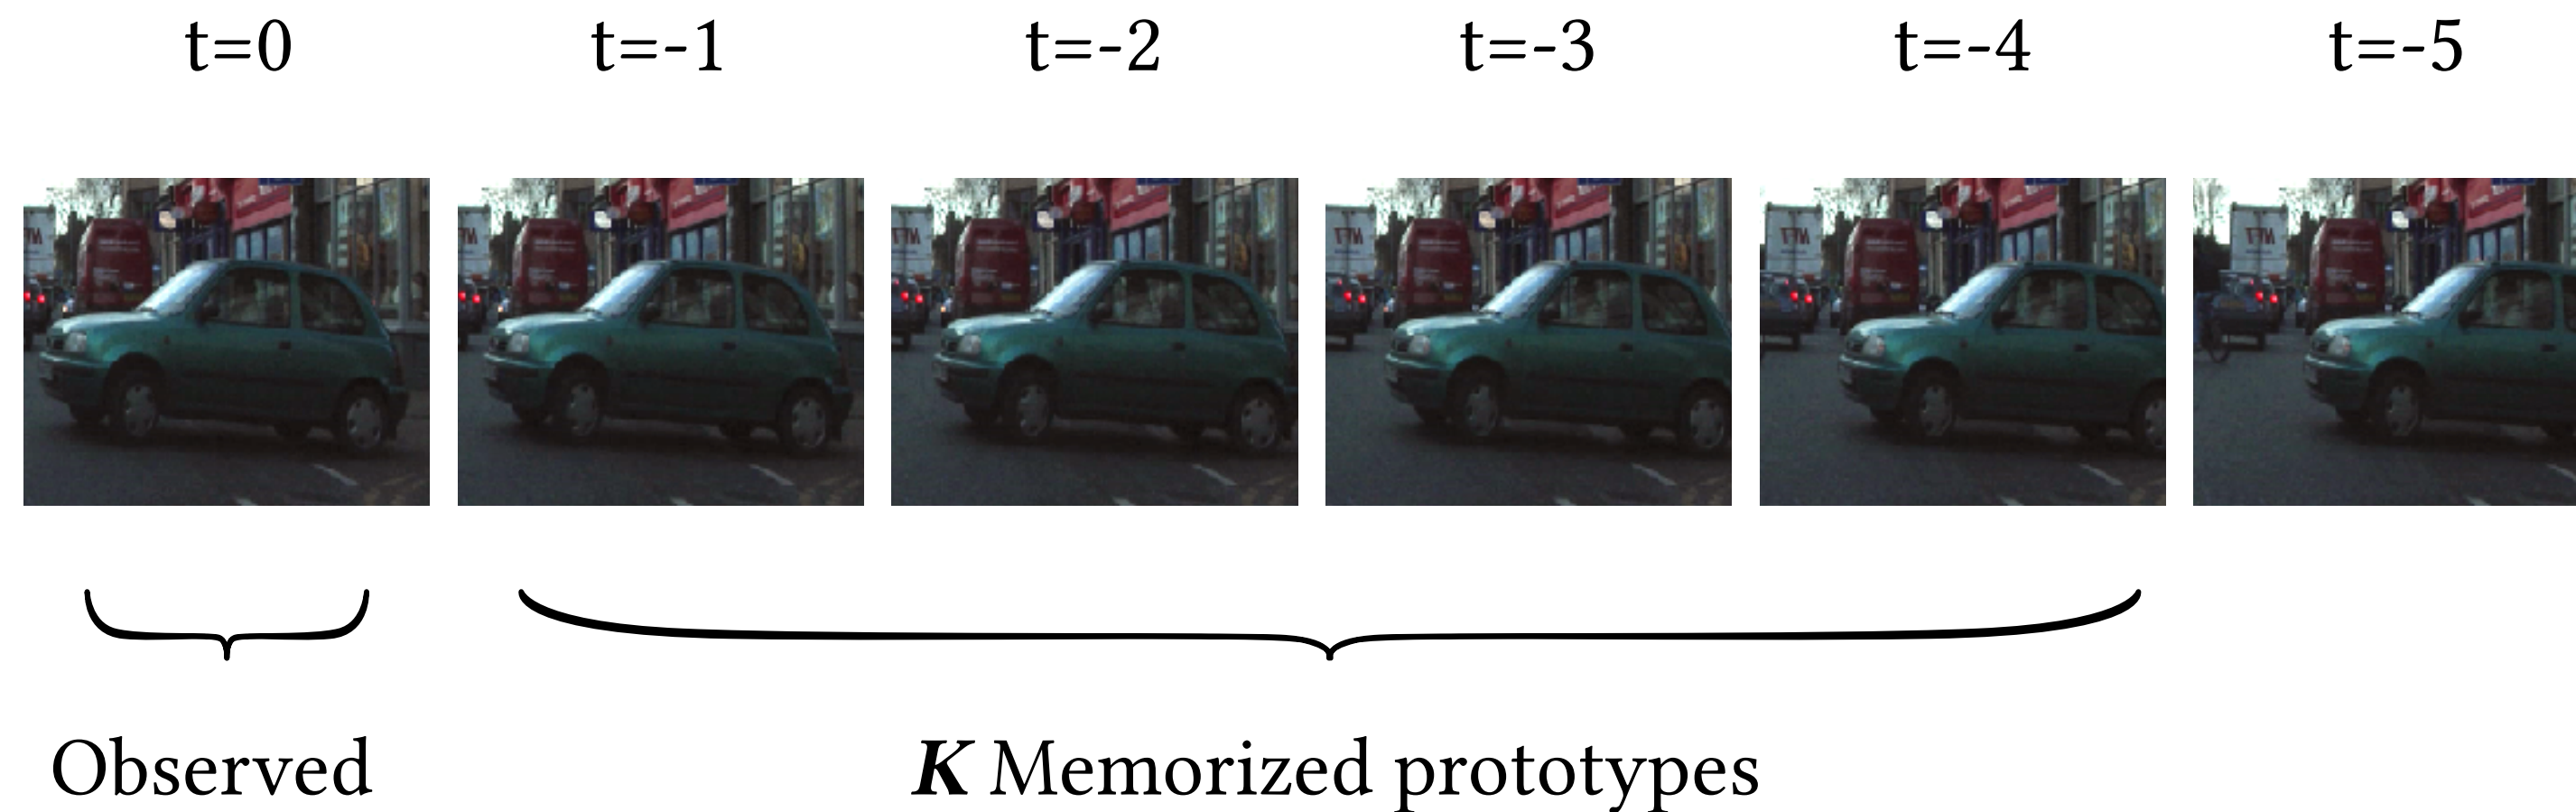 t=0 t=-1 t=-2 t=-3 t=-4 t=-5
Observed K Memorized prototypes